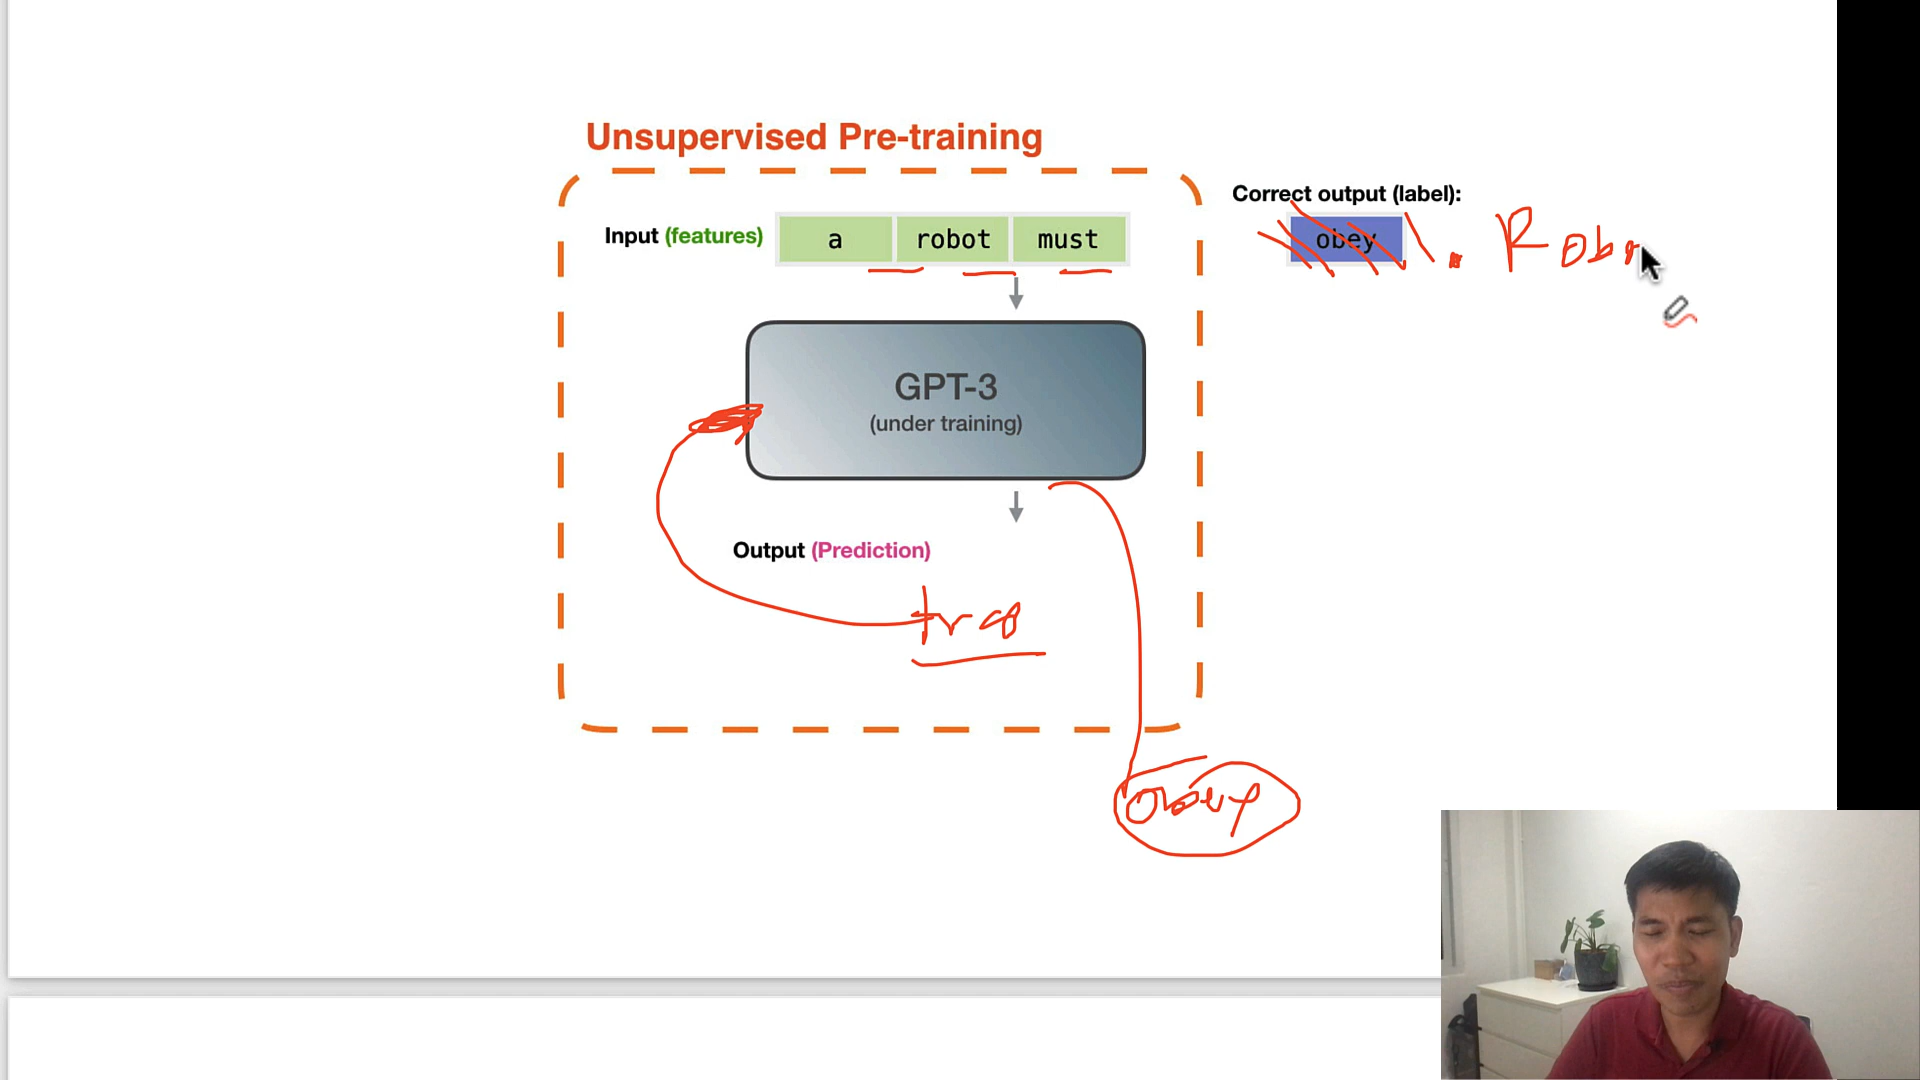 Unsupervised Pre-training
Correct output (label):
Input (features) a robot must
obey
GPT-3
(under training)
Output (Prediction)
obey